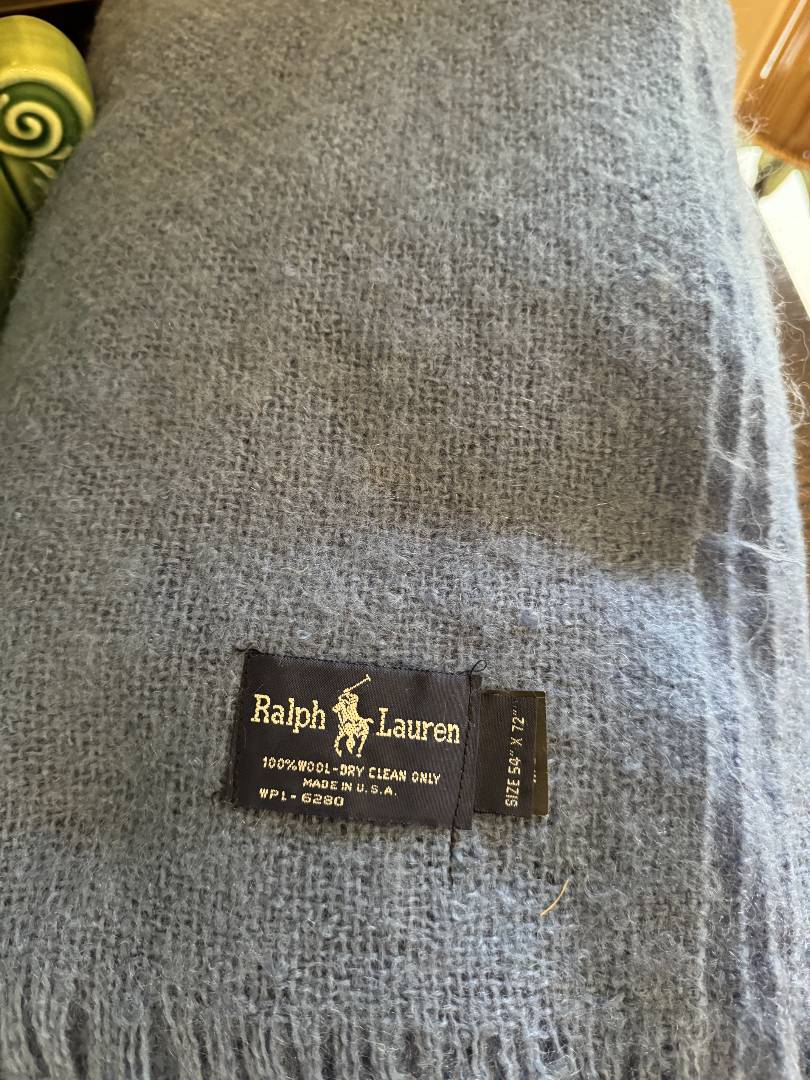 Ralph Lauren
100% WOOL-DRY CLEAN ONLY
MADE IN U.S.A.
WPL-6280
SIZE 54" X 72"